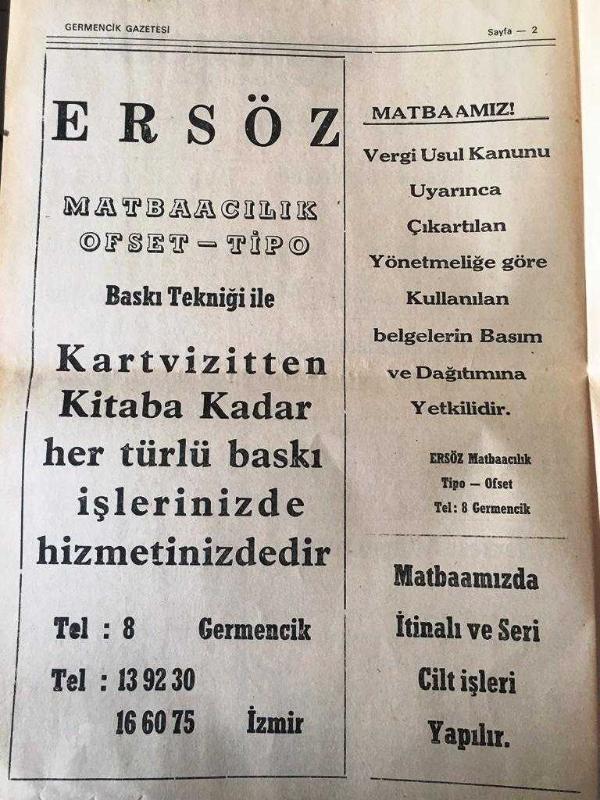 GERMENCİK GAZETESİ
Sayfa — 2
ERSÖZ
MATBAACILIK
OFSET — TİPO
Baskı Tekniği ile
Kartvizitten
Kitaba Kadar
her türlü baskı
işlerinizde
hizmetinizdedir
Tel : 8 Germencik
Tel : 13 92 30
16 60 75 İzmir
MATBAAMIZ!
Vergi Usul Kanunu
Uyarınca
Çıkartılan
Yönetmeliğe göre
Kullanılan
belgelerin Basım
ve Dağıtımına
Yetkilidir.
ERSÖZ Matbaacılık
Tipo — Ofset
Tel: 8 Germencik
Matbaamızda
İtinalı ve Seri
Cilt işleri
Yapılır.